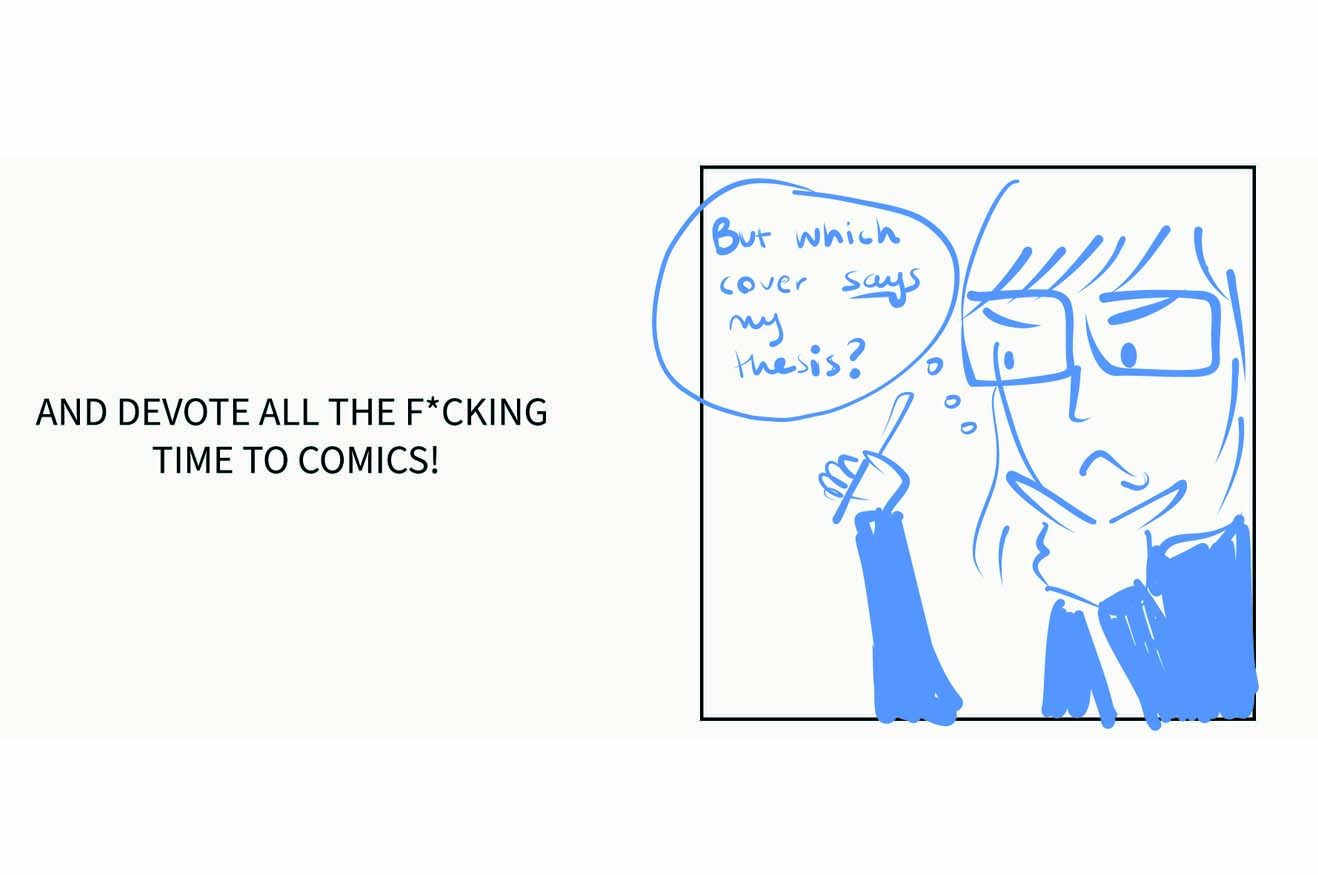 AND DEVOTE ALL THE F*CKING
TIME TO COMICS!
But which
cover says
my
thesis?